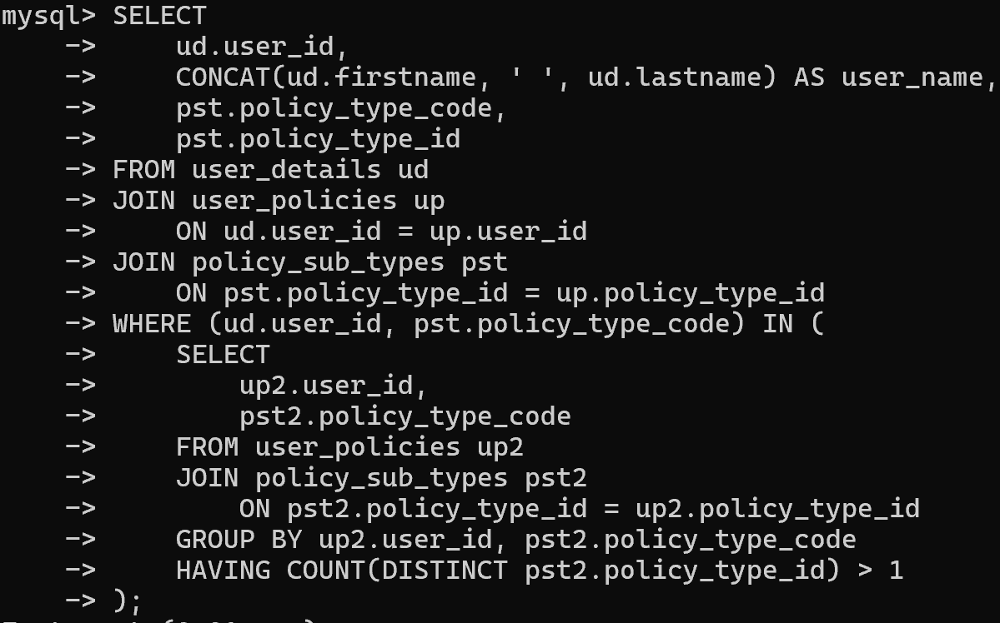 mysql> SELECT
    ->     ud.user_id,
    ->     CONCAT(ud.firstname, ' ', ud.lastname) AS user_name,
    ->     pst.policy_type_code,
    ->     pst.policy_type_id
    -> FROM user_details ud
    -> JOIN user_policies up
    ->     ON ud.user_id = up.user_id
    -> JOIN policy_sub_types pst
    ->     ON pst.policy_type_id = up.policy_type_id
    -> WHERE (ud.user_id, pst.policy_type_code) IN (
    ->     SELECT
    ->         up2.user_id,
    ->         pst2.policy_type_code
    ->     FROM user_policies up2
    ->     JOIN policy_sub_types pst2
    ->         ON pst2.policy_type_id = up2.policy_type_id
    ->     GROUP BY up2.user_id, pst2.policy_type_code
    ->     HAVING COUNT(DISTINCT pst2.policy_type_id) > 1
    -> );